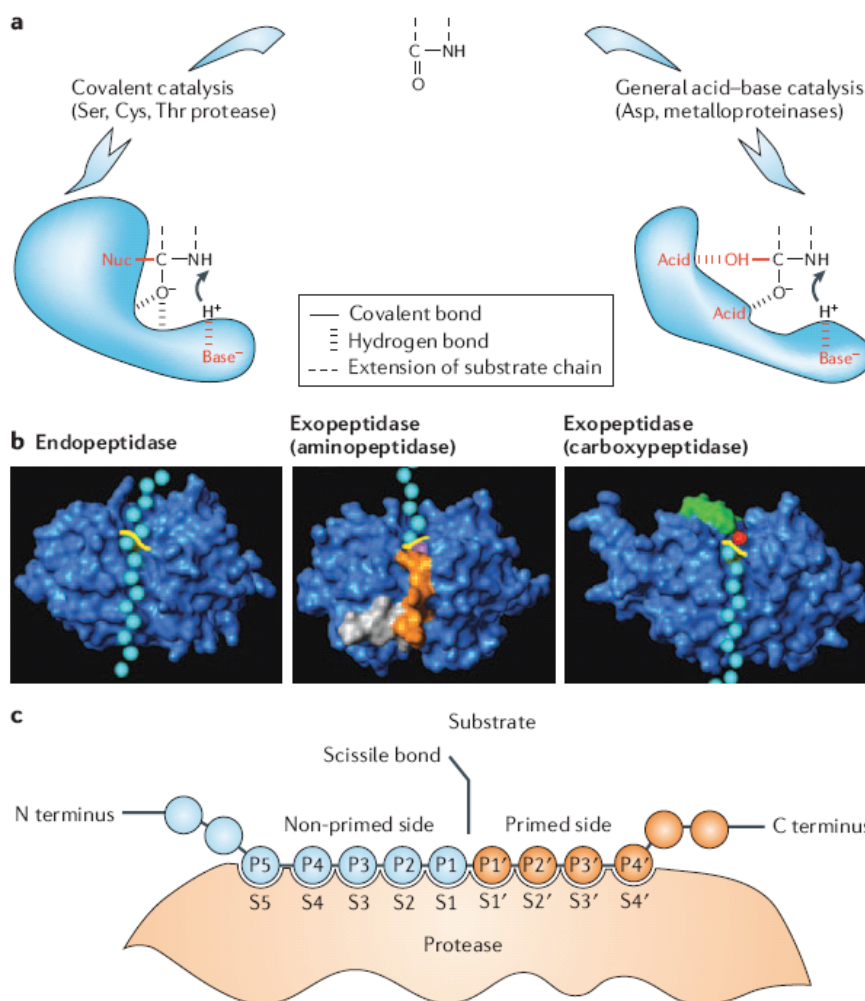 a
C
NH
O
Covalent catalysis
(Ser, Cys, Thr protease)
General acid–base catalysis
(Asp, metalloproteinases)
Nuc
C
NH
O⁻
H⁺
Base⁻
Acid
OH
C
NH
O⁻
Acid
H⁺
Base⁻
Covalent bond
Hydrogen bond
Extension of substrate chain
b Endopeptidase
Exopeptidase
(aminopeptidase)
Exopeptidase
(carboxypeptidase)
c
Substrate
Scissile bond
N terminus
Non-primed side
Primed side
C terminus
P5 P4 P3 P2 P1 P1′ P2′ P3′ P4′
S5 S4 S3 S2 S1 S1′ S2′ S3′ S4′
Protease